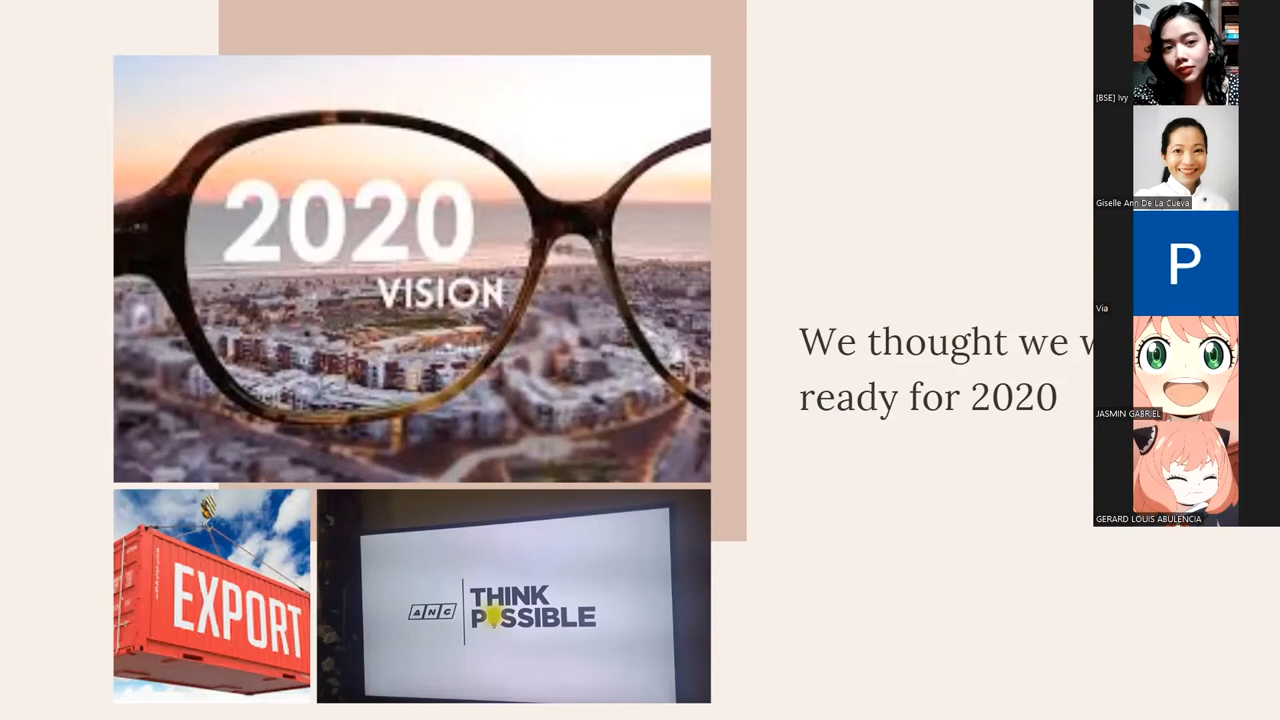 2020
VISION
We thought we
ready for 2020
EXPORT
ANC
THINK
POSSIBLE
[BSE] Ivy
Giselle Ann De La Cueva
P
Via
JASMIN GABRIEL
GERARD LOUIS ABULENCIA